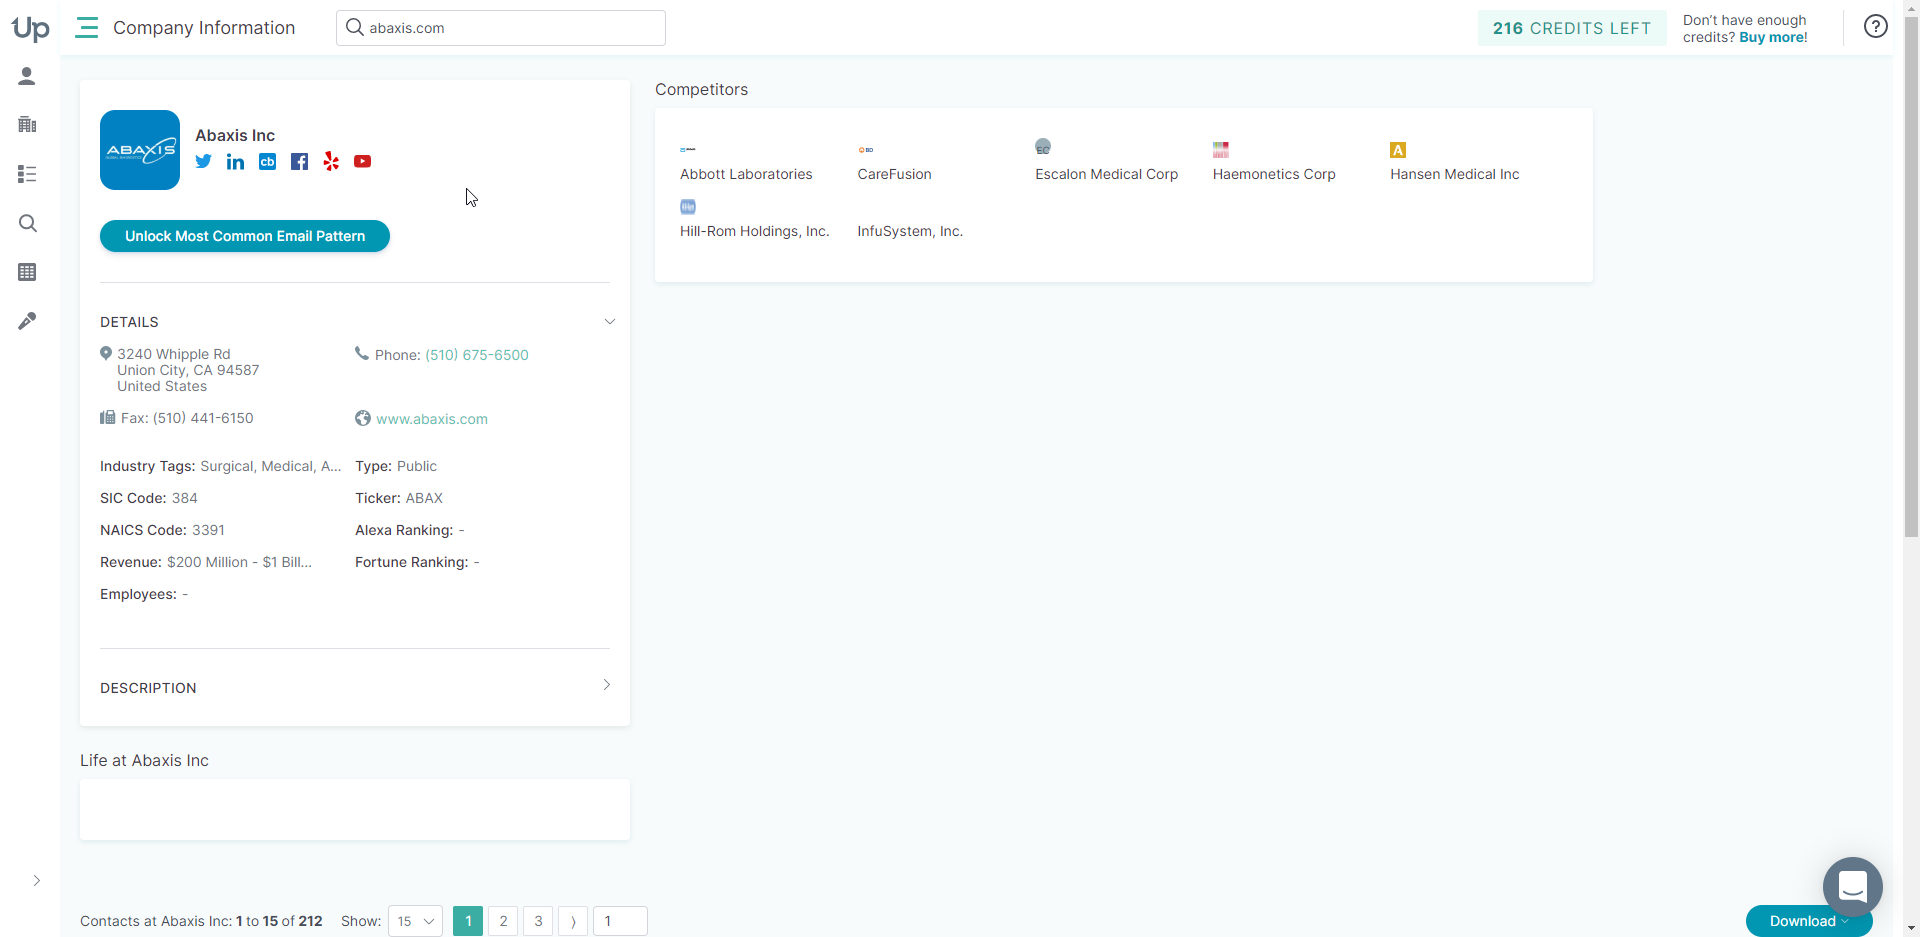 Up
Company Information
abaxis.com
216 CREDITS LEFT
Don't have enough
credits? Buy more!
ABAXIS
Abaxis Inc
cb
Unlock Most Common Email Pattern
DETAILS
3240 Whipple Rd
Union City, CA 94587
United States
Phone: (510) 675-6500
Fax: (510) 441-6150
www.abaxis.com
Industry Tags: Surgical, Medical, A...
Type: Public
SIC Code: 384
Ticker: ABAX
NAICS Code: 3391
Alexa Ranking: -
Revenue: $200 Million - $1 Bill...
Fortune Ranking: -
Employees: -
DESCRIPTION
Life at Abaxis Inc
Competitors
BD
EC
A
Abbott Laboratories
CareFusion
Escalon Medical Corp
Haemonetics Corp
Hansen Medical Inc
Hill-Rom Holdings, Inc.
InfuSystem, Inc.
Contacts at Abaxis Inc: 1 to 15 of 212
Show: 15
1 2 3 ⟩ 1
Download